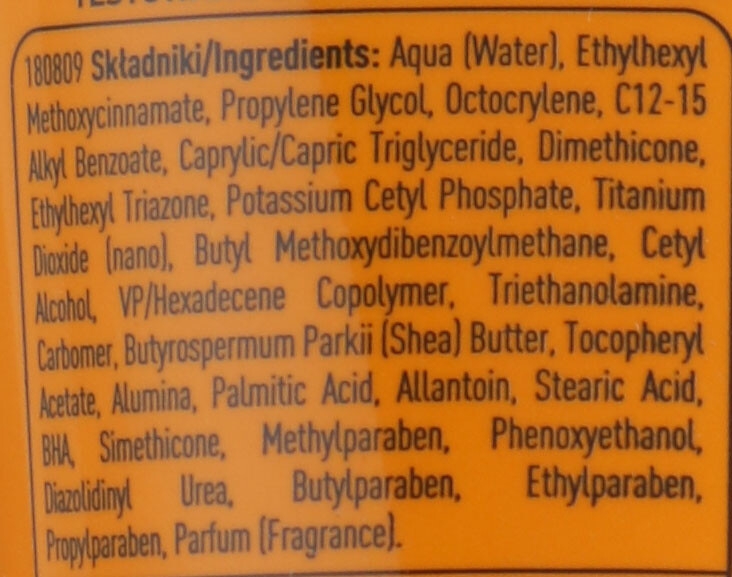 180809 Składniki/Ingredients: Aqua (Water), Ethylhexyl
Methoxycinnamate, Propylene Glycol, Octocrylene, C12-15
Alkyl Benzoate, Caprylic/Capric Triglyceride, Dimethicone,
Ethylhexyl Triazone, Potassium Cetyl Phosphate, Titanium
Dioxide (nano), Butyl Methoxydibenzoylmethane, Cetyl
Alcohol, VP/Hexadecene Copolymer, Triethanolamine,
Carbomer, Butyrospermum Parkii (Shea) Butter, Tocopheryl
Acetate, Alumina, Palmitic Acid, Allantoin, Stearic Acid,
BHA, Simethicone, Methylparaben, Phenoxyethanol,
Diazolidinyl Urea, Butylparaben, Ethylparaben,
Propylparaben, Parfum (Fragrance).